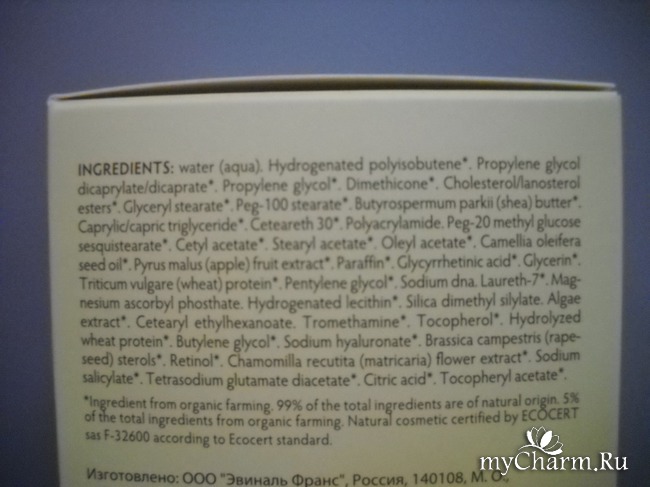 INGREDIENTS: water (aqua). Hydrogenated polyisobutene*. Propylene glycol
dicaprylate/dicaprate*. Propylene glycol*. Dimethicone*. Cholesterol/lanosterol
esters*. Glyceryl stearate*. Peg-100 stearate*. Butyrospermum parkii (shea) butter*.
Caprylic/capric triglyceride*. Ceteareth 30*. Polyacrylamide. Peg-20 methyl glucose
sesquistearate*. Cetyl acetate*. Stearyl acetate*. Oleyl acetate*. Camellia oleifera
seed oil*. Pyrus malus (apple) fruit extract*. Paraffin*. Glycyrrhetinic acid*. Glycerin*.
Triticum vulgare (wheat) protein*. Pentylene glycol*. Sodium dna. Laureth-7*. Mag-
nesium ascorbyl phosthate. Hydrogenated lecithin*. Silica dimethyl silylate. Algae
extract*. Cetearyl ethylhexanoate. Tromethamine*. Tocopherol*. Hydrolyzed
wheat protein*. Butylene glycol*. Sodium hyaluronate*. Brassica campestris (rape-
seed) sterols*. Retinol*. Chamomilla recutita (matricaria) flower extract*. Sodium
salicylate*. Tetrasodium glutamate diacetate*. Citric acid*. Tocopheryl acetate*.
*Ingredient from organic farming. 99% of the total ingredients are of natural origin. 5%
of the total ingredients from organic farming. Natural cosmetic certified by ECOCERT
sas F-32600 according to Ecocert standard.
Изготовлено: ООО "Эвиналь Франс", Россия, 140108, М. О.,
myCharm.Ru